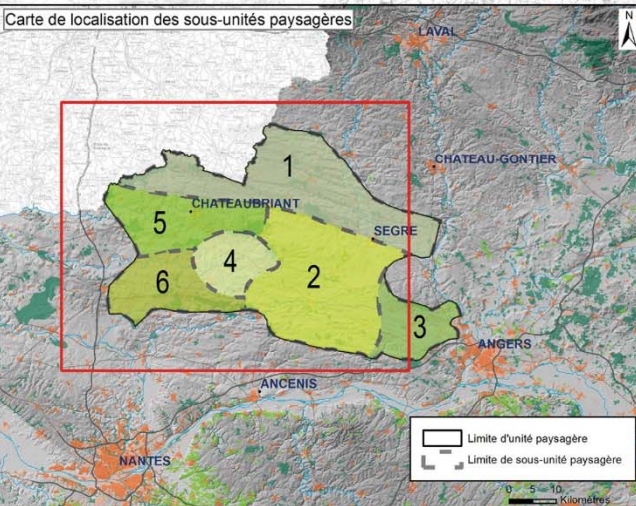 Carte de localisation des sous-unités paysagères
N
LAVAL
CHATEAU-GONTIER
1
CHATEAUBRIANT
5
SEGRE
4
2
6
3
ANGERS
ANCENIS
NANTES
Limite d'unité paysagère
Limite de sous-unité paysagère
0 5 10
Kilomètres